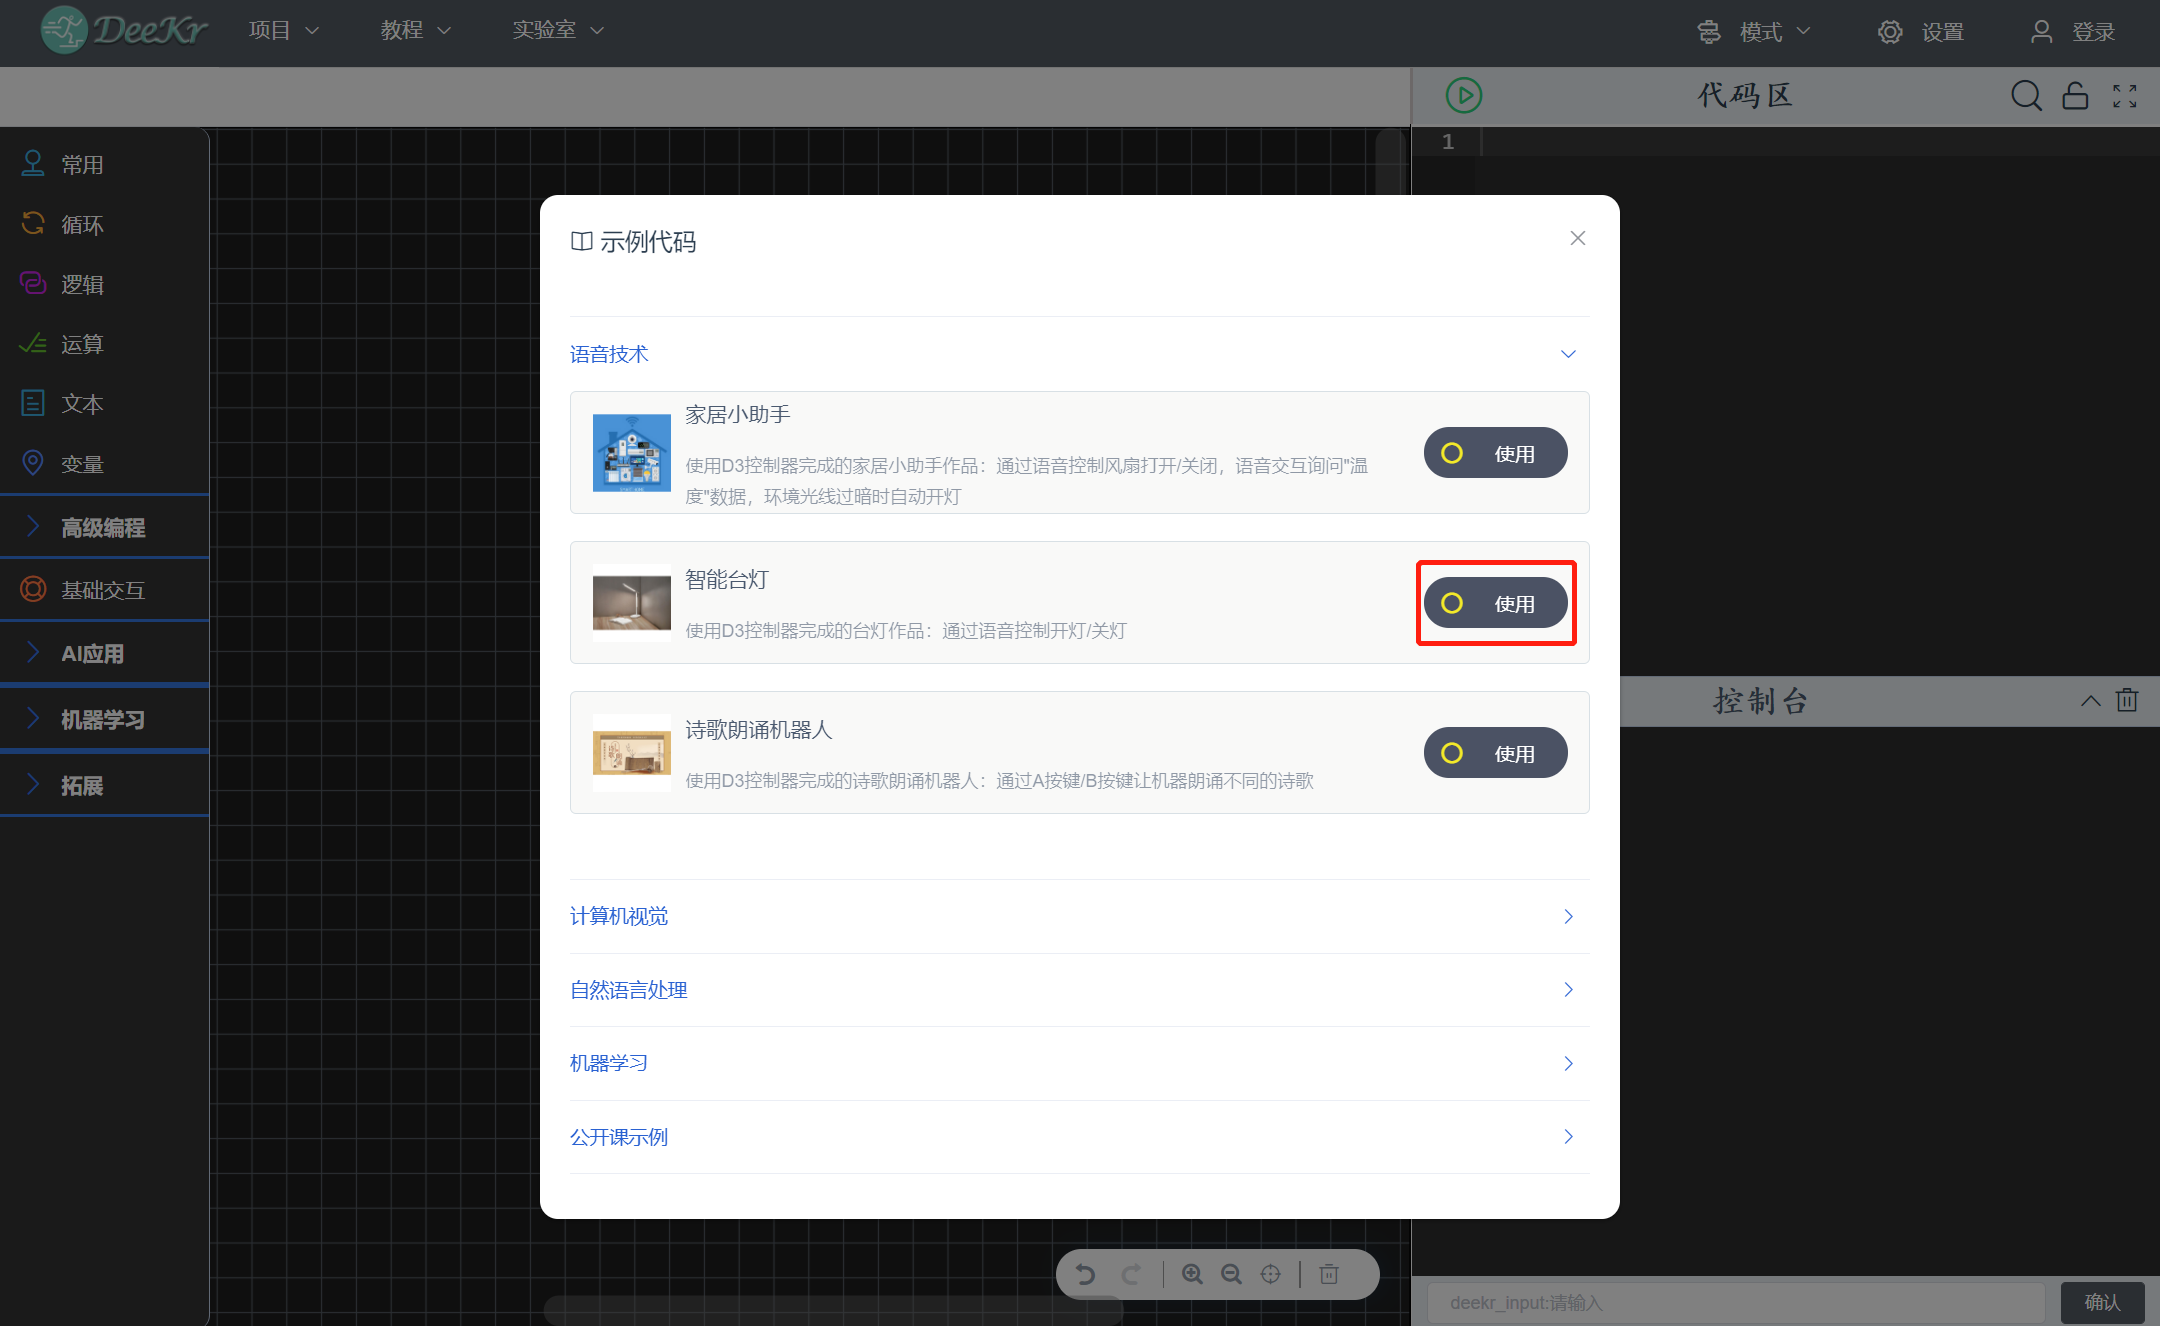 DeeKr
项目
教程
实验室
模式
设置
登录
代码区
1
常用
循环
逻辑
运算
文本
变量
高级编程
基础交互
AI应用
机器学习
拓展
示例代码
语音技术
家居小助手
使用D3控制器完成的家居小助手作品：通过语音控制风扇打开/关闭，语音交互询问"温
度"数据，环境光线过暗时自动开灯
使用
智能台灯
使用D3控制器完成的台灯作品：通过语音控制开灯/关灯
使用
诗歌朗诵机器人
使用D3控制器完成的诗歌朗诵机器人：通过A按键/B按键让机器朗诵不同的诗歌
使用
计算机视觉
自然语言处理
机器学习
公开课示例
控制台
deekr_input:请输入
确认